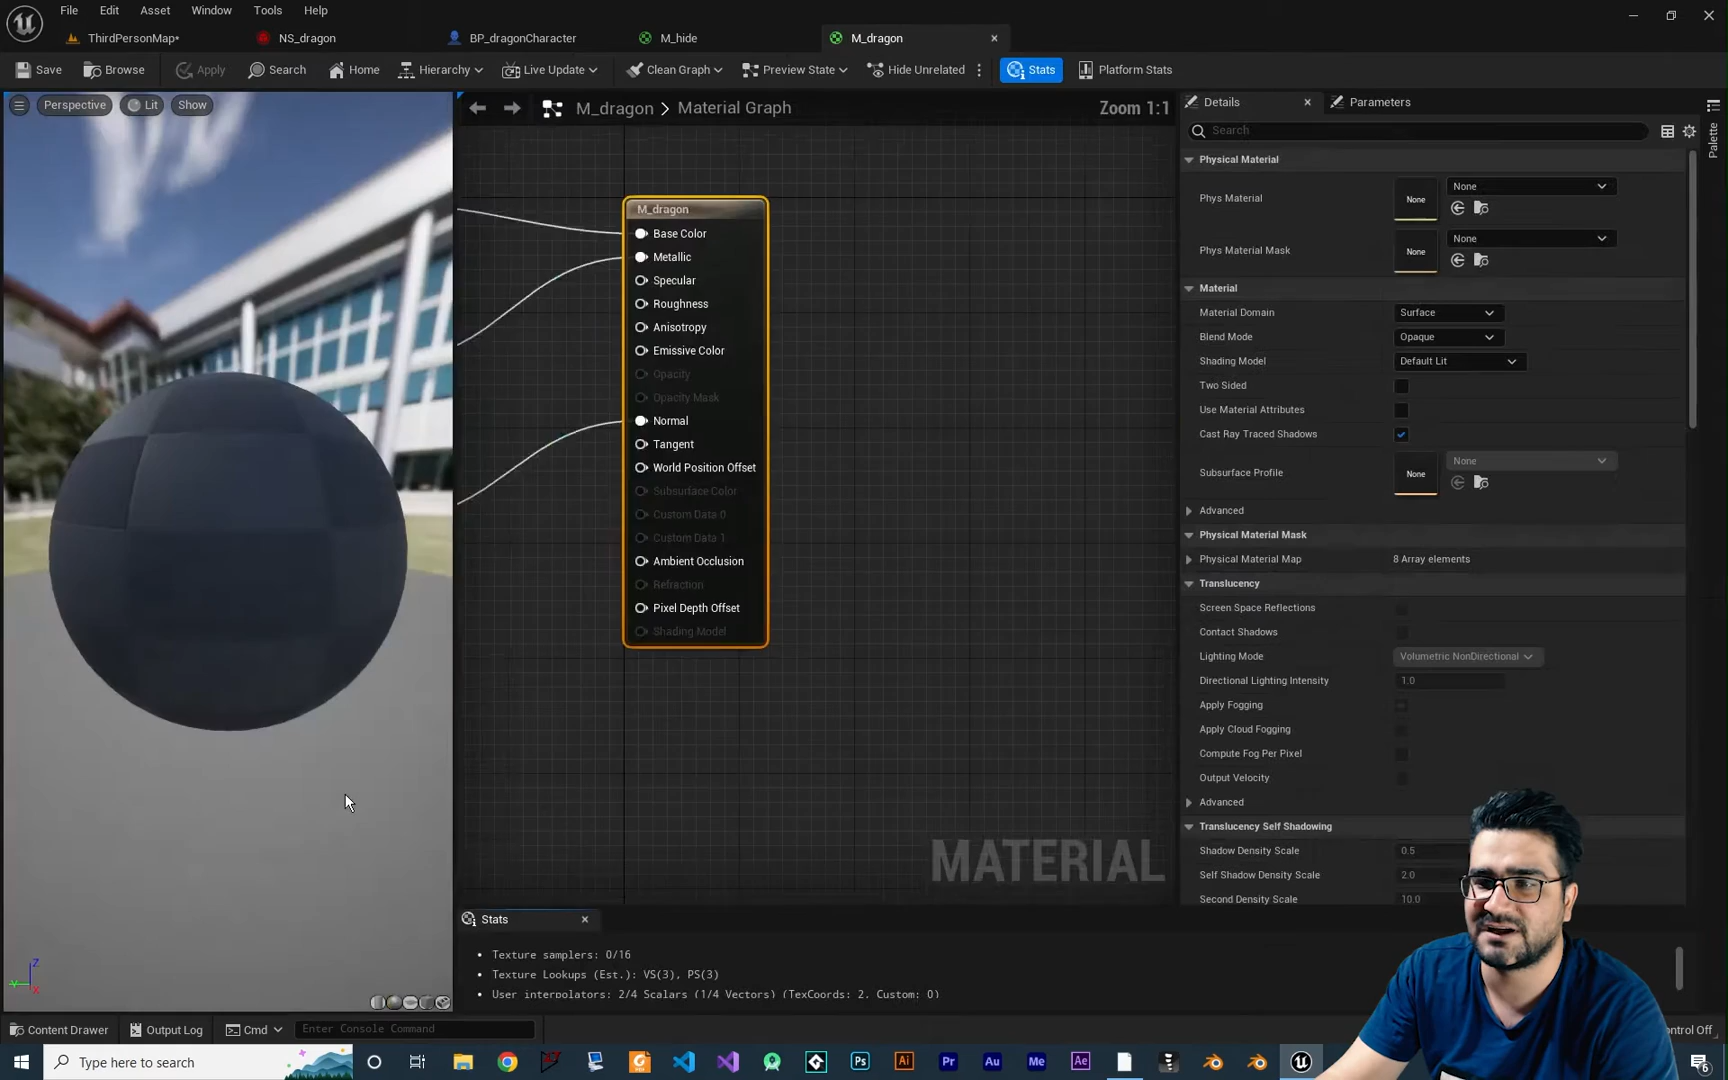 File Edit Asset Window Tools Help
ThirdPersonMap* NS_dragon BP_dragonCharacter M_hide M_dragon
Save Browse Apply Search Home Hierarchy Live Update Clean Graph Preview State Hide Unrelated Stats Platform Stats
Perspective Lit Show
M_dragon > Material Graph Zoom 1:1
M_dragon
Base Color
Metallic
Specular
Roughness
Anisotropy
Emissive Color
Opacity
Opacity Mask
Normal
Tangent
World Position Offset
Subsurface Color
Custom Data 0
Custom Data 1
Ambient Occlusion
Refraction
Pixel Depth Offset
Shading Model
MATERIAL
Details Parameters
Palette
Search
Physical Material
Phys Material None None
Phys Material Mask None None
Material
Material Domain Surface
Blend Mode Opaque
Shading Model Default Lit
Two Sided
Use Material Attributes
Cast Ray Traced Shadows
Subsurface Profile None None
Advanced
Physical Material Mask
Physical Material Map 8 Array elements
Translucency
Screen Space Reflections
Contact Shadows
Lighting Mode Volumetric NonDirectional
Directional Lighting Intensity 1.0
Apply Fogging
Apply Cloud Fogging
Compute Fog Per Pixel
Output Velocity
Advanced
Translucency Self Shadowing
Shadow Density Scale 0.5
Self Shadow Density Scale 2.0
Second Density Scale 10.0
Stats
• Texture samplers: 0/16
• Texture Lookups (Est.): VS(3), PS(3)
• User interpolators: 2/4 Scalars (1/4 Vectors) (TexCoords: 2, Custom: 0)
Z
Y
X
Content Drawer Output Log Cmd Enter Console Command ontrol Off
Type here to search Ps Ai Pr Au Me Ae 6